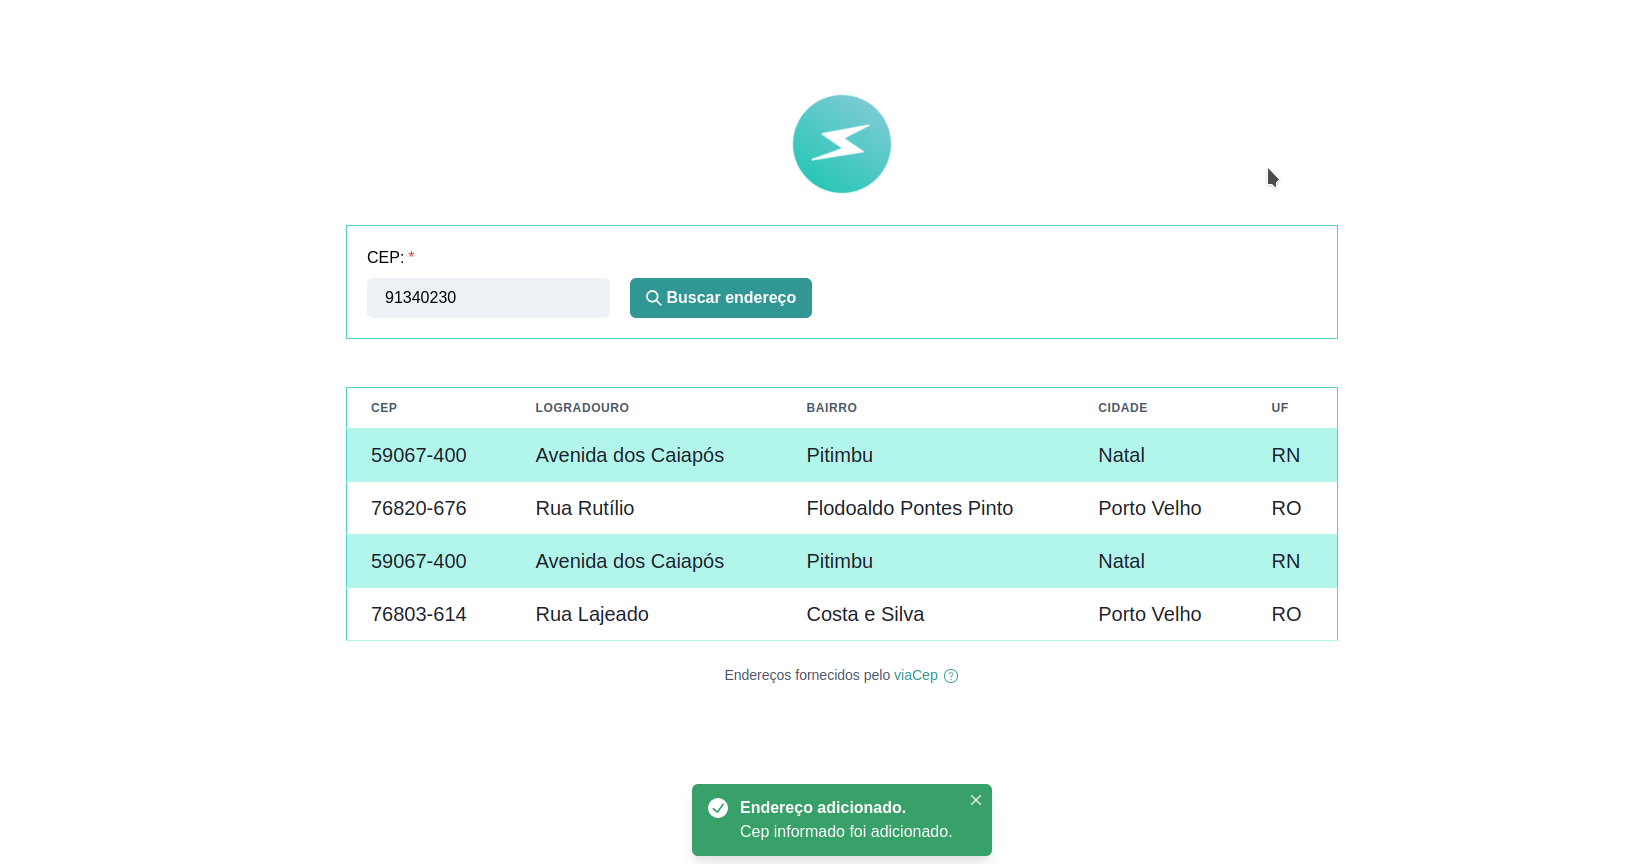 CEP: *
91340230 Buscar endereço
CEP LOGRADOURO BAIRRO CIDADE UF
59067-400 Avenida dos Caiapós Pitimbu Natal RN
76820-676 Rua Rutílio Flodoaldo Pontes Pinto Porto Velho RO
59067-400 Avenida dos Caiapós Pitimbu Natal RN
76803-614 Rua Lajeado Costa e Silva Porto Velho RO
Endereços fornecidos pelo viaCep ?
Endereço adicionado.
Cep informado foi adicionado.